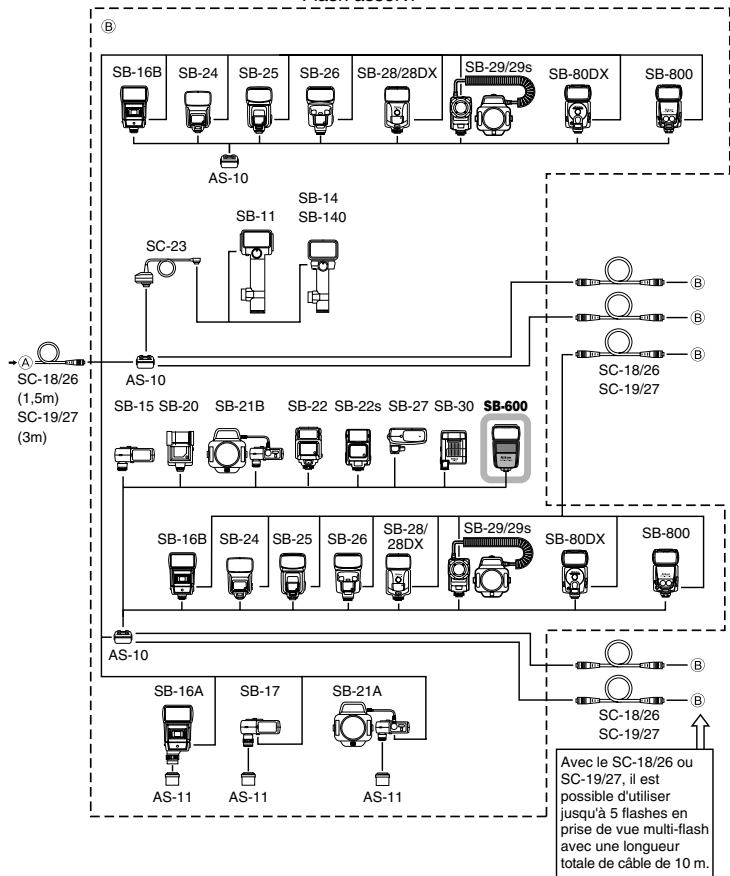 Ⓑ
SB-16B SB-24 SB-25 SB-26 SB-28/28DX SB-29/29s SB-80DX SB-800
AS-10
SB-14
SB-140
SB-11
SC-23
Ⓑ
Ⓑ
Ⓐ
AS-10
Ⓑ
SC-18/26
(1,5m)
SC-19/27
(3m)
SC-18/26
SC-19/27
SB-15 SB-20 SB-21B SB-22 SB-22s SB-27 SB-30 SB-600
SB-16B SB-24 SB-25 SB-26 SB-28/
28DX SB-29/29s SB-80DX SB-800
AS-10
Ⓑ
Ⓑ
SC-18/26
SC-19/27
SB-16A SB-17 SB-21A
AS-11 AS-11 AS-11
Avec le SC-18/26 ou
SC-19/27, il est
possible d'utiliser
jusqu'à 5 flashes en
prise de vue multi-flash
avec une longueur
totale de câble de 10 m.